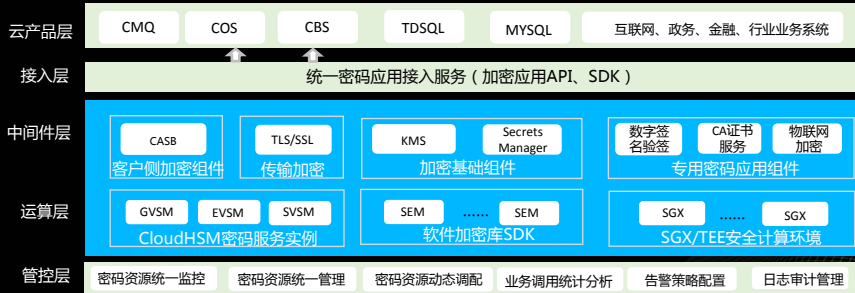 云产品层 CMQ COS CBS TDSQL MYSQL 互联网、政务、金融、行业业务系统
接入层 统一密码应用接入服务（加密应用API、SDK）
中间件层
CASB
客户侧加密组件
TLS/SSL
传输加密
KMS
Secrets
Manager
加密基础组件
数字签
名验签
CA证书
服务
物联网
加密
专用密码应用组件
运算层
GVSM EVSM SVSM
CloudHSM密码服务实例
SEM ...... SEM
软件加密库SDK
SGX ...... SGX
SGX/TEE安全计算环境
管控层 密码资源统一监控 密码资源统一管理 密码资源动态调配 业务调用统计分析 告警策略配置 日志审计管理